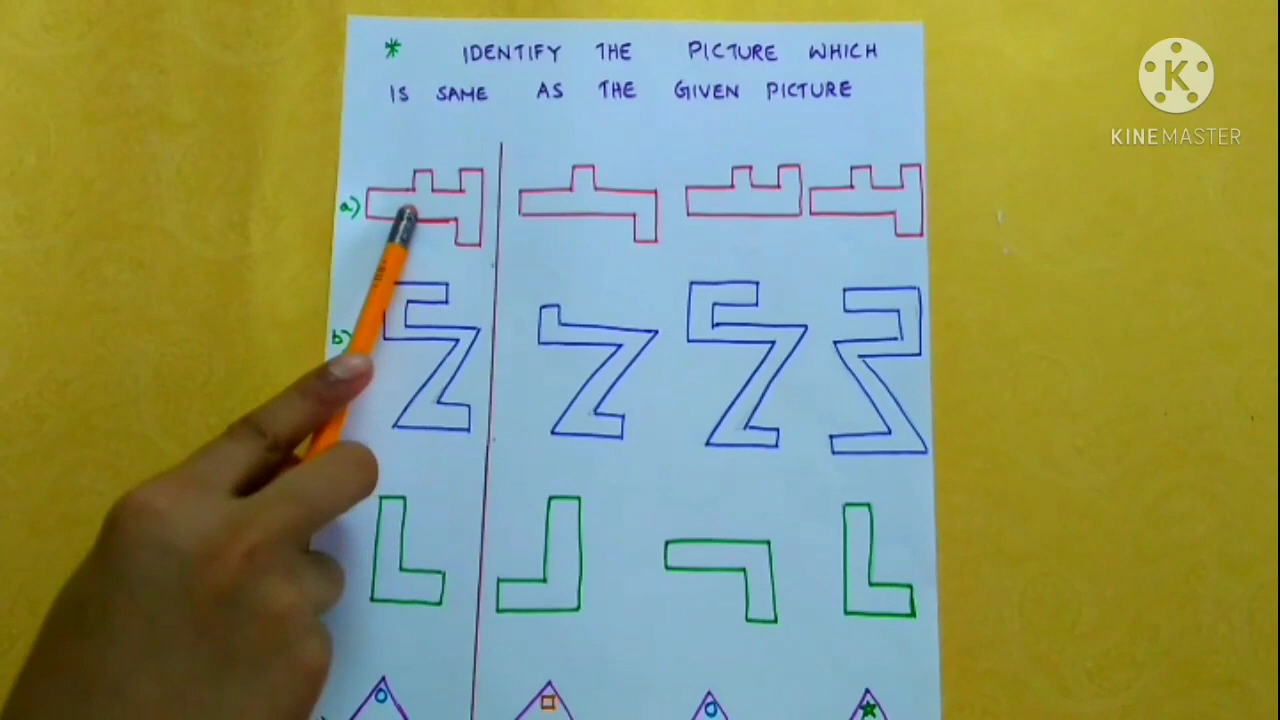 * IDENTIFY THE PICTURE WHICH
IS SAME AS THE GIVEN PICTURE
K
KINEMASTER
a)
b)